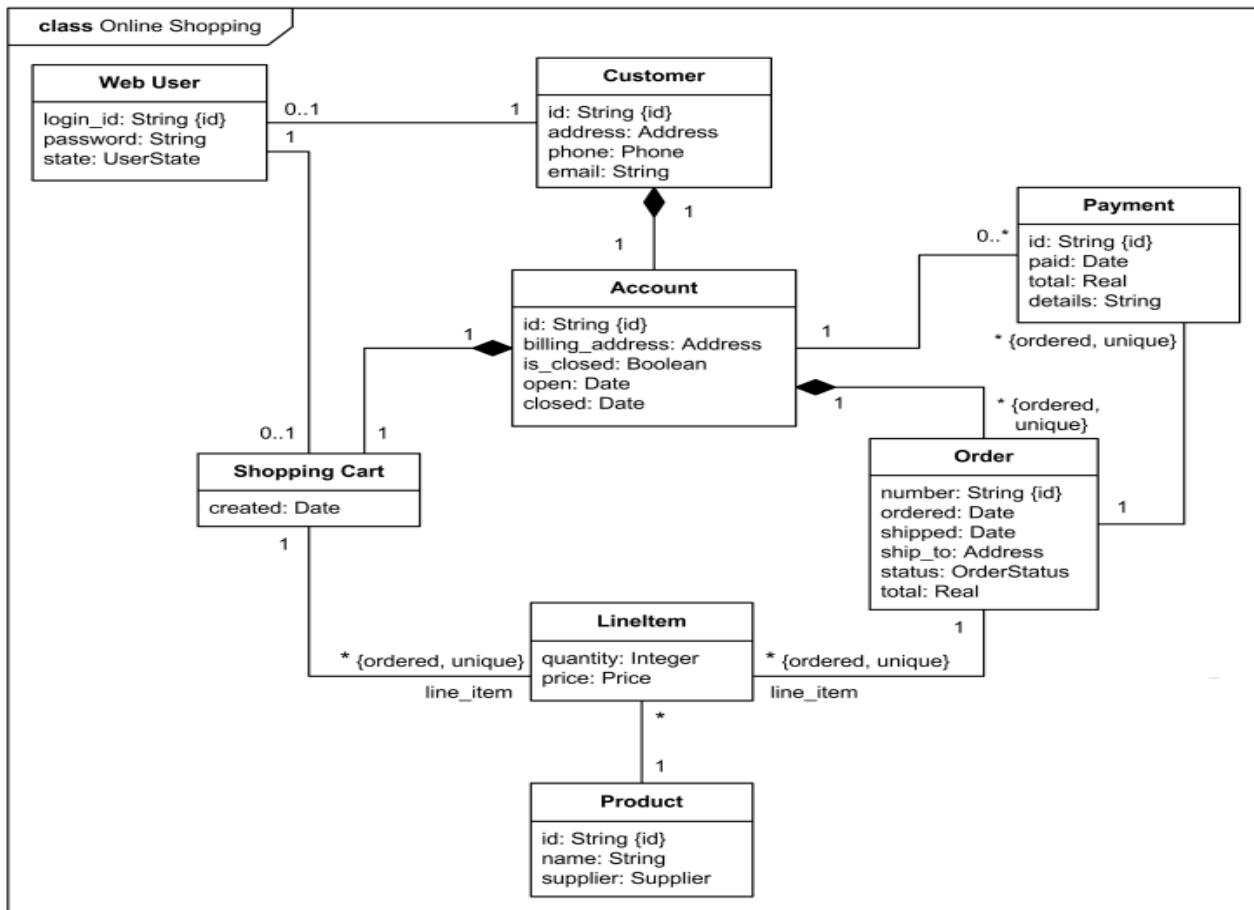 class Online Shopping
Web User
login_id: String {id}
password: String
state: UserState
0..1
1
1
Customer
id: String {id}
address: Address
phone: Phone
email: String
1
1
Payment
id: String {id}
paid: Date
total: Real
details: String
0..*
1
* {ordered, unique}
Account
id: String {id}
billing_address: Address
is_closed: Boolean
open: Date
closed: Date
1
1
* {ordered,
unique}
0..1
1
Shopping Cart
created: Date
1
Order
number: String {id}
ordered: Date
shipped: Date
ship_to: Address
status: OrderStatus
total: Real
1
1
LineItem
quantity: Integer
price: Price
* {ordered, unique}
line_item
* {ordered, unique}
line_item
*
1
Product
id: String {id}
name: String
supplier: Supplier